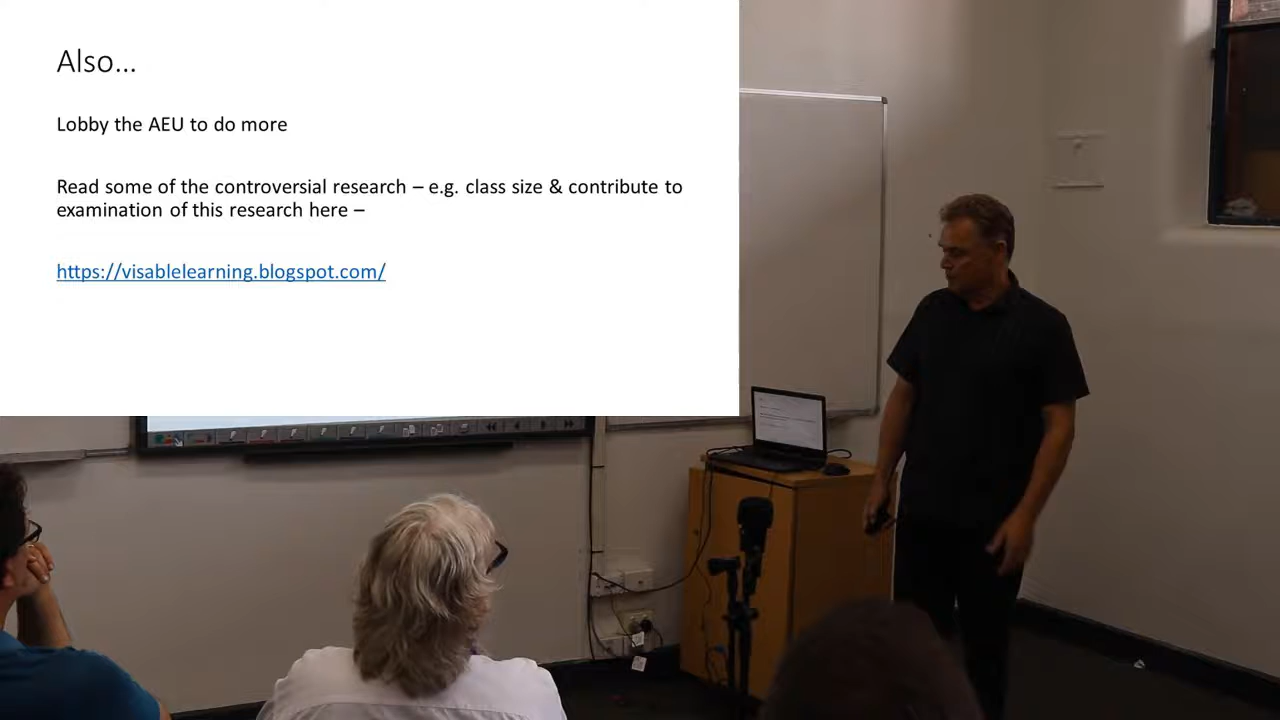 Also...
Lobby the AEU to do more
Read some of the controversial research – e.g. class size & contribute to
examination of this research here –
https://visablelearning.blogspot.com/